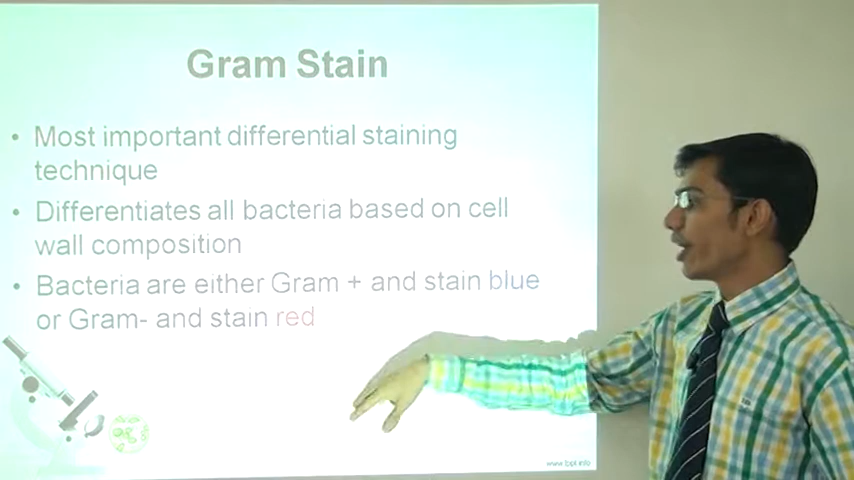 Gram Stain
• Most important differential staining
technique
• Differentiates all bacteria based on cell
wall composition
• Bacteria are either Gram + and stain blue
or Gram- and stain red